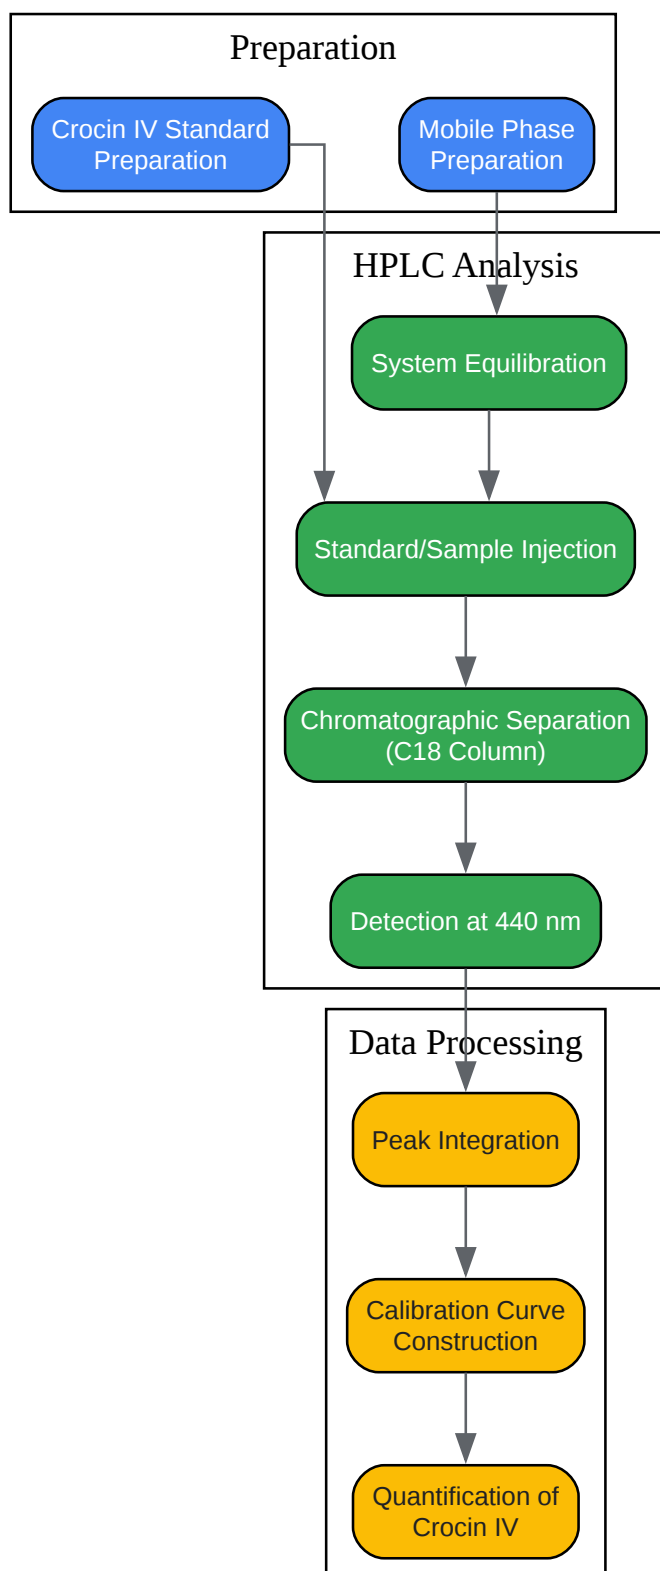 Preparation
Crocin IV Standard
Preparation
Mobile Phase
Preparation
HPLC Analysis
System Equilibration
Standard/Sample Injection
Chromatographic Separation
(C18 Column)
Detection at 440 nm
Data Processing
Peak Integration
Calibration Curve
Construction
Quantification of
Crocin IV